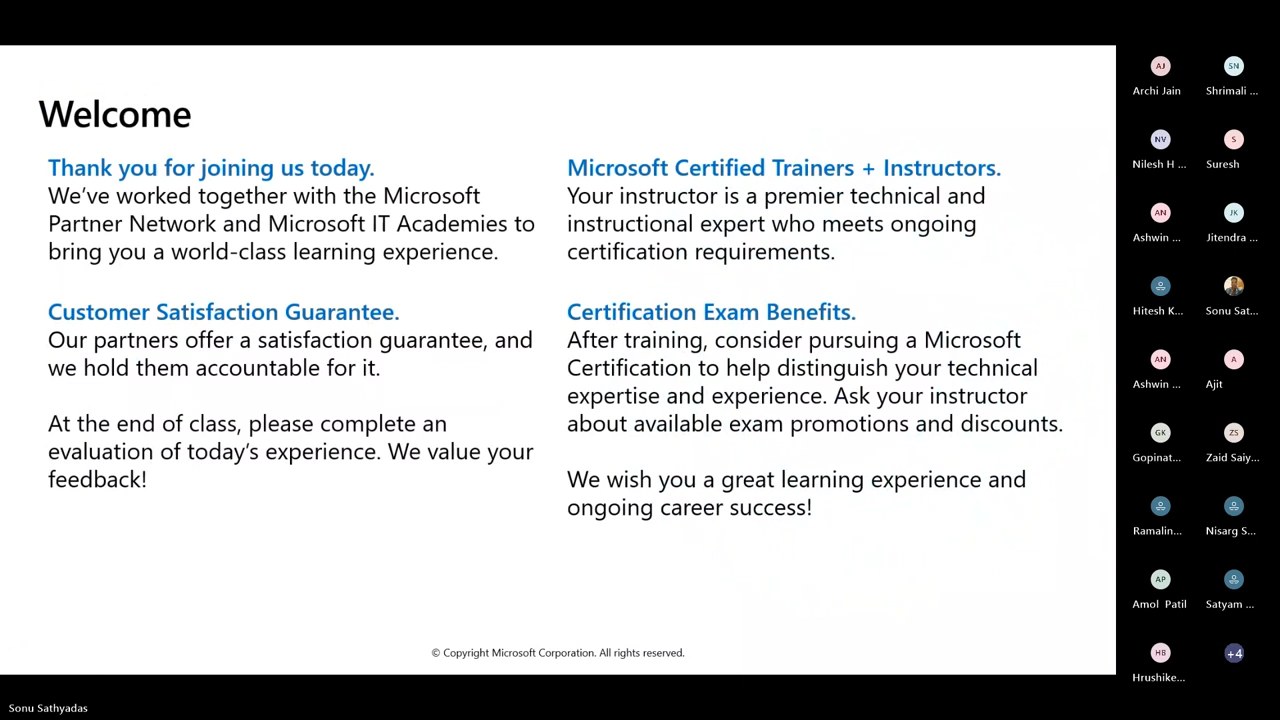 Welcome
Thank you for joining us today.
We’ve worked together with the Microsoft
Partner Network and Microsoft IT Academies to
bring you a world-class learning experience.
Customer Satisfaction Guarantee.
Our partners offer a satisfaction guarantee, and
we hold them accountable for it.
At the end of class, please complete an
evaluation of today’s experience. We value your
feedback!
Microsoft Certified Trainers + Instructors.
Your instructor is a premier technical and
instructional expert who meets ongoing
certification requirements.
Certification Exam Benefits.
After training, consider pursuing a Microsoft
Certification to help distinguish your technical
expertise and experience. Ask your instructor
about available exam promotions and discounts.
We wish you a great learning experience and
ongoing career success!
© Copyright Microsoft Corporation. All rights reserved.
AJ
Archi Jain
SN
Shrimali ...
NV
Nilesh H ...
S
Suresh
AN
Ashwin ...
JK
Jitendra ...
Hitesh K...
Sonu Sat...
AN
Ashwin ...
A
Ajit
GK
Gopinat...
ZS
Zaid Saiy...
Ramalin...
Nisarg S...
AP
Amol Patil
Satyam ...
HB
Hrushike...
+4
Sonu Sathyadas